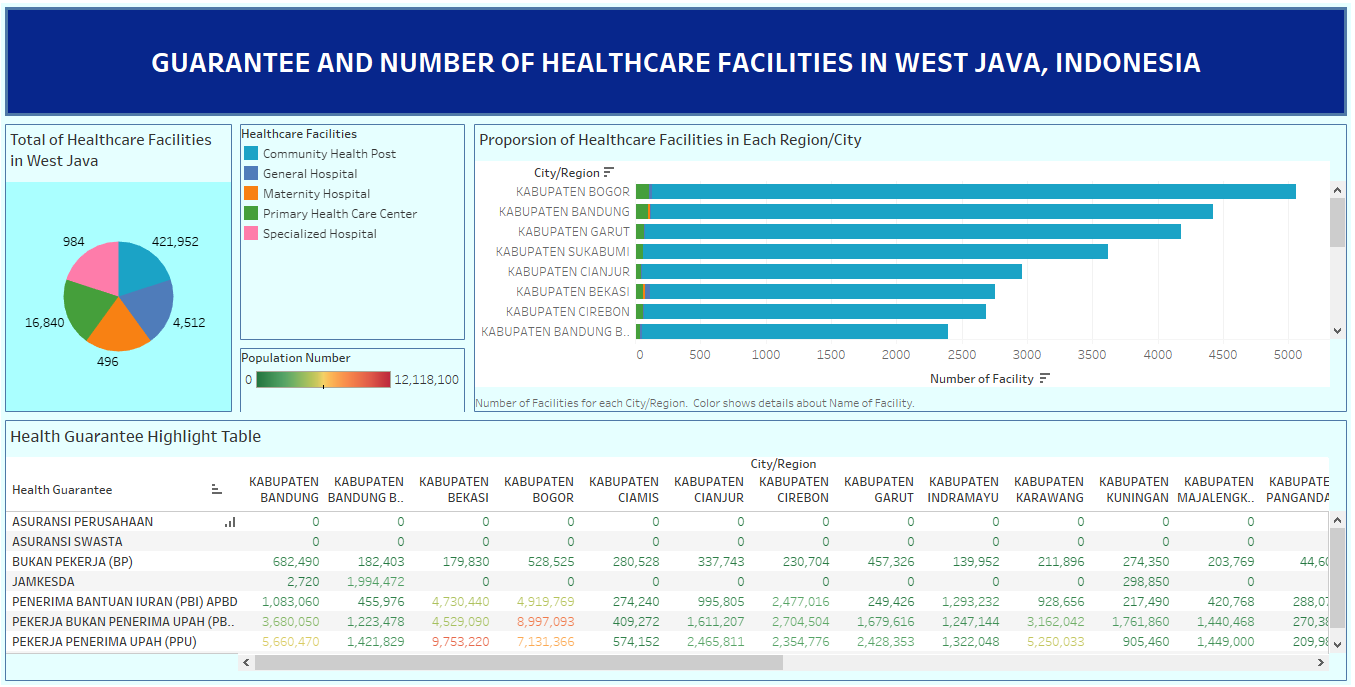 GUARANTEE AND NUMBER OF HEALTHCARE FACILITIES IN WEST JAVA, INDONESIA
Total of Healthcare Facilities
in West Java
984
421,952
16,840
4,512
496
Healthcare Facilities
Community Health Post
General Hospital
Maternity Hospital
Primary Health Care Center
Specialized Hospital
Population Number
0 12,118,100
Proporsion of Healthcare Facilities in Each Region/City
City/Region
KABUPATEN BOGOR
KABUPATEN BANDUNG
KABUPATEN GARUT
KABUPATEN SUKABUMI
KABUPATEN CIANJUR
KABUPATEN BEKASI
KABUPATEN CIREBON
KABUPATEN BANDUNG B..
0 500 1000 1500 2000 2500 3000 3500 4000 4500 5000
Number of Facility
Number of Facilities for each City/Region. Color shows details about Name of Facility.
Health Guarantee Highlight Table
City/Region
Health Guarantee
KABUPATEN KABUPATEN KABUPATEN KABUPATEN KABUPATEN KABUPATEN KABUPATEN KABUPATEN KABUPATEN KABUPATEN KABUPATEN KABUPATEN KABUPATE
BANDUNG BANDUNG B.. BEKASI BOGOR CIAMIS CIANJUR CIREBON GARUT INDRAMAYU KARAWANG KUNINGAN MAJALENGK.. PANGANDA
ASURANSI PERUSAHAAN 0 0 0 0 0 0 0 0 0 0 0 0
ASURANSI SWASTA 0 0 0 0 0 0 0 0 0 0 0 0
BUKAN PEKERJA (BP) 682,490 182,403 179,830 528,525 280,528 337,743 230,704 457,326 139,952 211,896 274,350 203,769 44,60
JAMKESDA 2,720 1,994,472 0 0 0 0 0 0 0 0 298,850 0
PENERIMA BANTUAN IURAN (PBI) APBD 1,083,060 455,976 4,730,440 4,919,769 274,240 995,805 2,477,016 249,426 1,293,232 928,656 217,490 420,768 288,07
PEKERJA BUKAN PENERIMA UPAH (PB.. 3,680,050 1,223,478 4,529,090 8,997,093 409,272 1,611,207 2,704,504 1,679,616 1,247,144 3,162,042 1,761,860 1,440,468 270,38
PEKERJA PENERIMA UPAH (PPU) 5,660,470 1,421,829 9,753,220 7,131,366 574,152 2,465,811 2,354,776 2,428,353 1,322,048 5,250,033 905,460 1,449,000 209,98